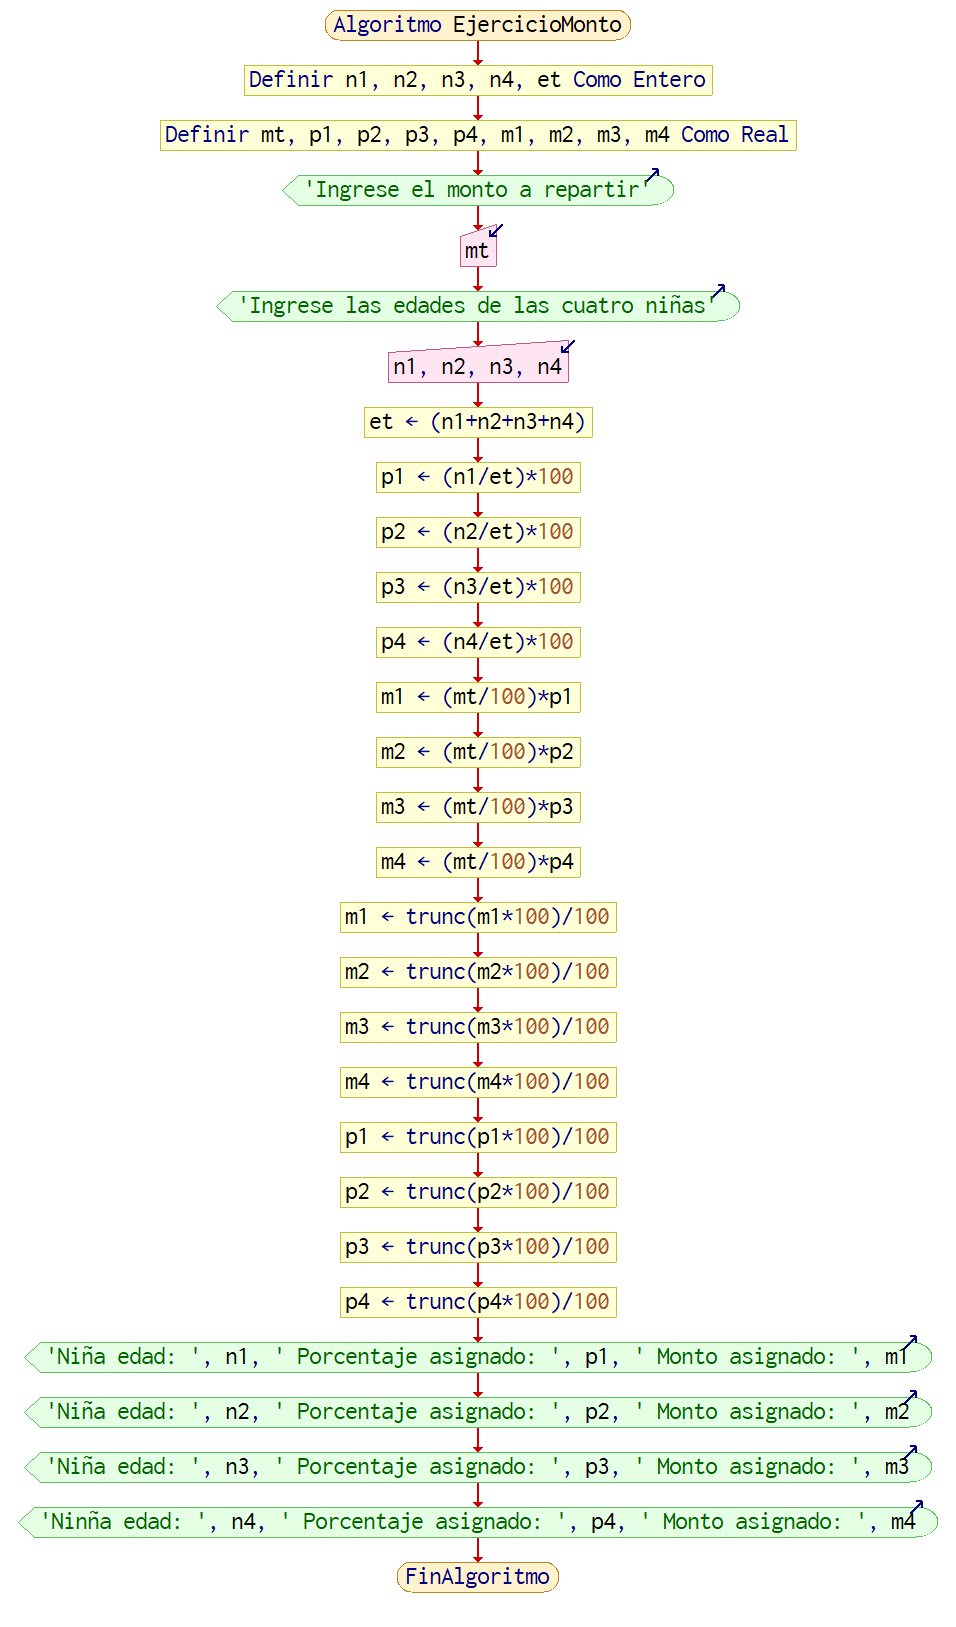 Algoritmo EjercicioMonto
Definir n1, n2, n3, n4, et Como Entero
Definir mt, p1, p2, p3, p4, m1, m2, m3, m4 Como Real
'Ingrese el monto a repartir'
mt
'Ingrese las edades de las cuatro niñas'
n1, n2, n3, n4
et ← (n1+n2+n3+n4)
p1 ← (n1/et)*100
p2 ← (n2/et)*100
p3 ← (n3/et)*100
p4 ← (n4/et)*100
m1 ← (mt/100)*p1
m2 ← (mt/100)*p2
m3 ← (mt/100)*p3
m4 ← (mt/100)*p4
m1 ← trunc(m1*100)/100
m2 ← trunc(m2*100)/100
m3 ← trunc(m3*100)/100
m4 ← trunc(m4*100)/100
p1 ← trunc(p1*100)/100
p2 ← trunc(p2*100)/100
p3 ← trunc(p3*100)/100
p4 ← trunc(p4*100)/100
'Niña edad: ', n1, ' Porcentaje asignado: ', p1, ' Monto asignado: ', m1
'Niña edad: ', n2, ' Porcentaje asignado: ', p2, ' Monto asignado: ', m2
'Niña edad: ', n3, ' Porcentaje asignado: ', p3, ' Monto asignado: ', m3
'Ninña edad: ', n4, ' Porcentaje asignado: ', p4, ' Monto asignado: ', m4
FinAlgoritmo